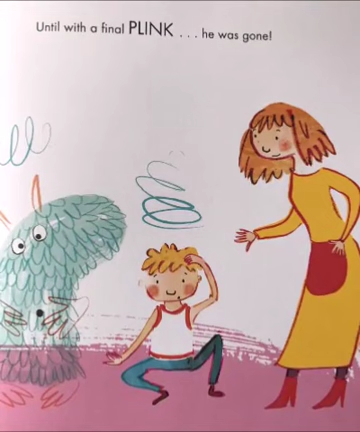 Until with a final PLINK . . . he was gone!